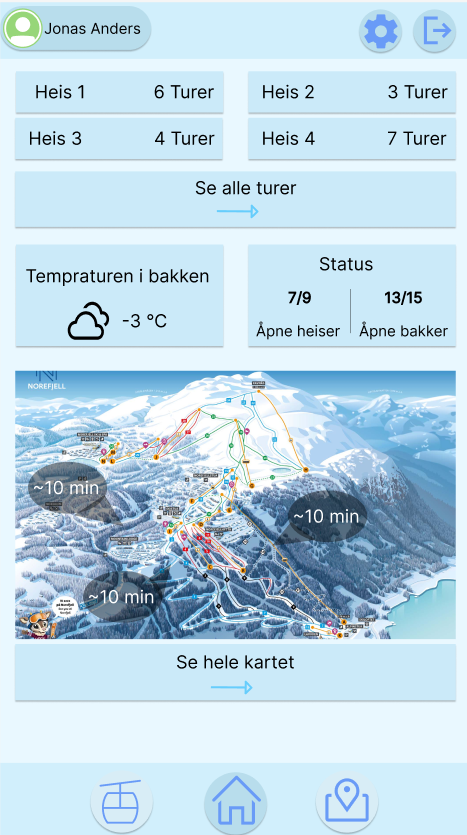 Jonas Anders
Heis 1 6 Turer
Heis 2 3 Turer
Heis 3 4 Turer
Heis 4 7 Turer
Se alle turer
Tempraturen i bakken
-3 °C
Status
7/9 13/15
Åpne heiser Åpne bakker
NOREFJELL
~10 min
~10 min
~10 min
Se hele kartet